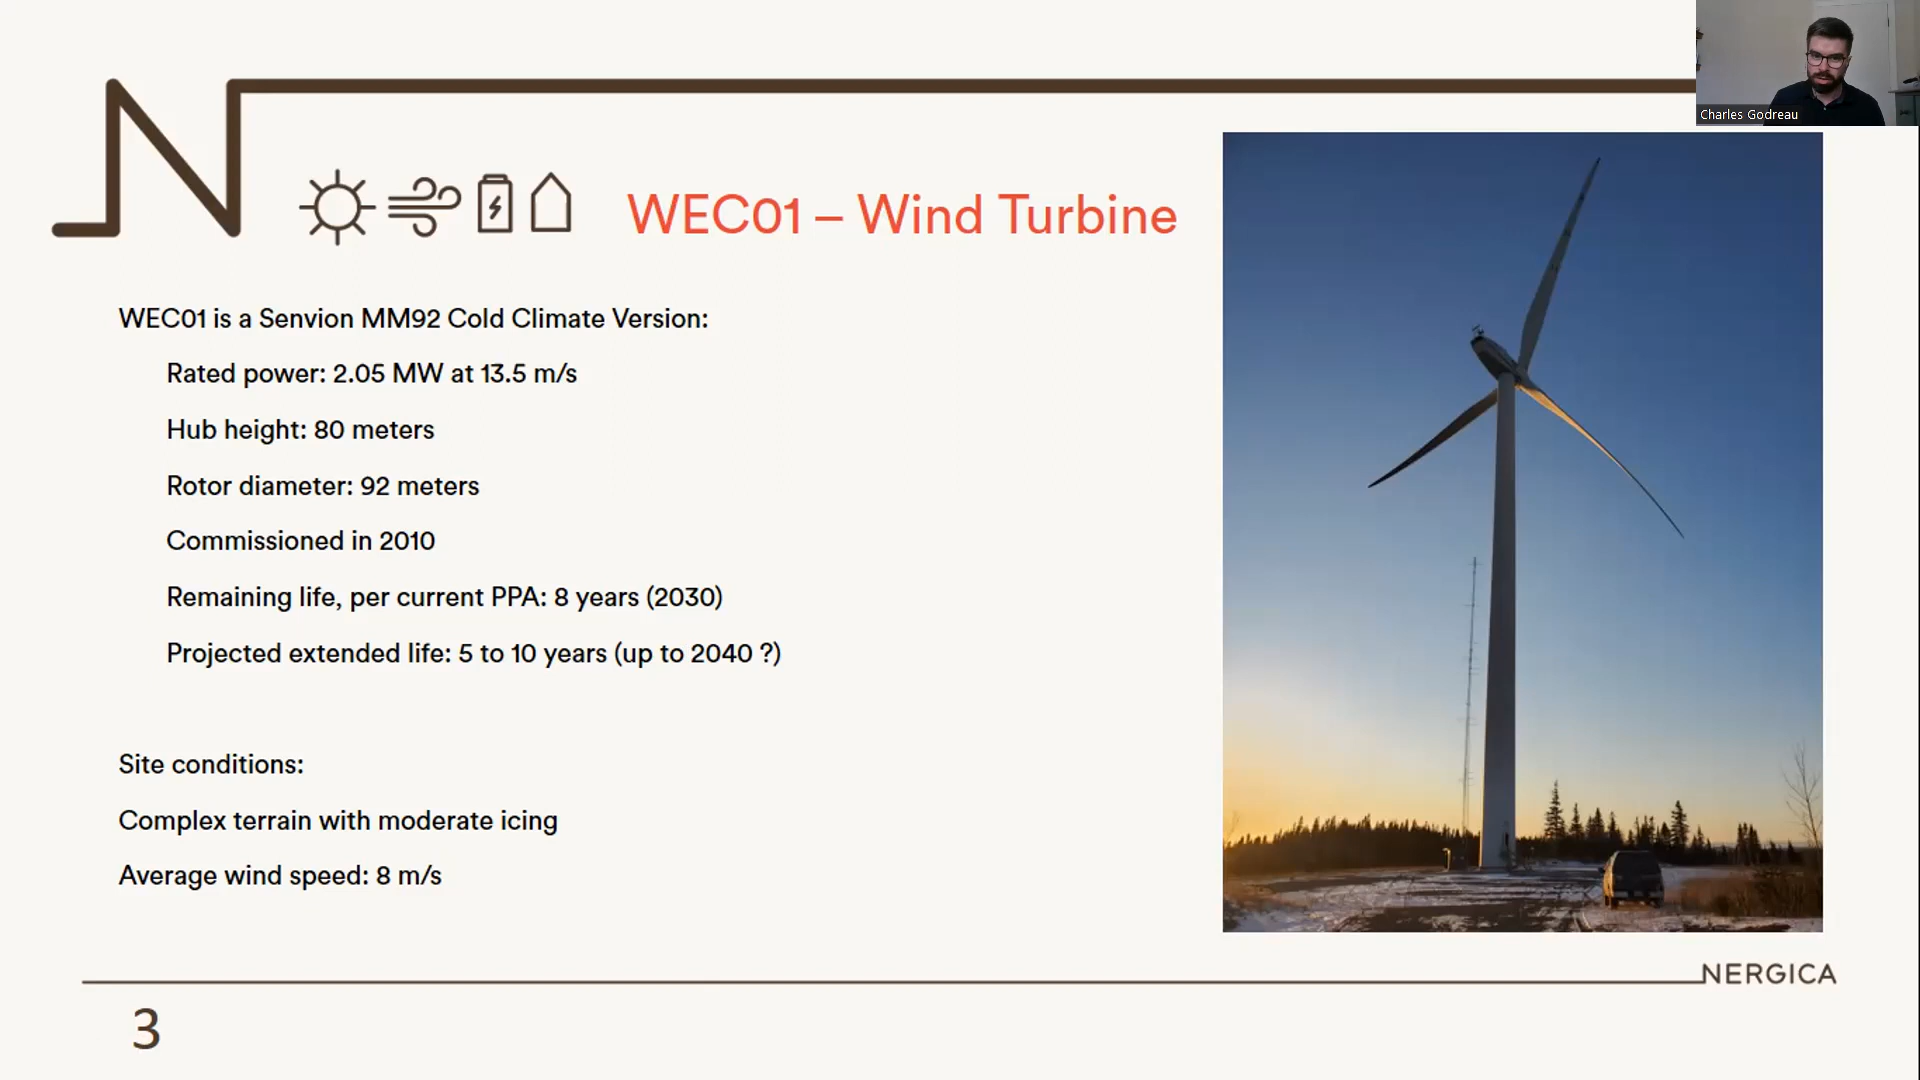 Charles Godreau
WEC01 – Wind Turbine
WEC01 is a Senvion MM92 Cold Climate Version:
Rated power: 2.05 MW at 13.5 m/s
Hub height: 80 meters
Rotor diameter: 92 meters
Commissioned in 2010
Remaining life, per current PPA: 8 years (2030)
Projected extended life: 5 to 10 years (up to 2040 ?)
Site conditions:
Complex terrain with moderate icing
Average wind speed: 8 m/s
NERGICA
3